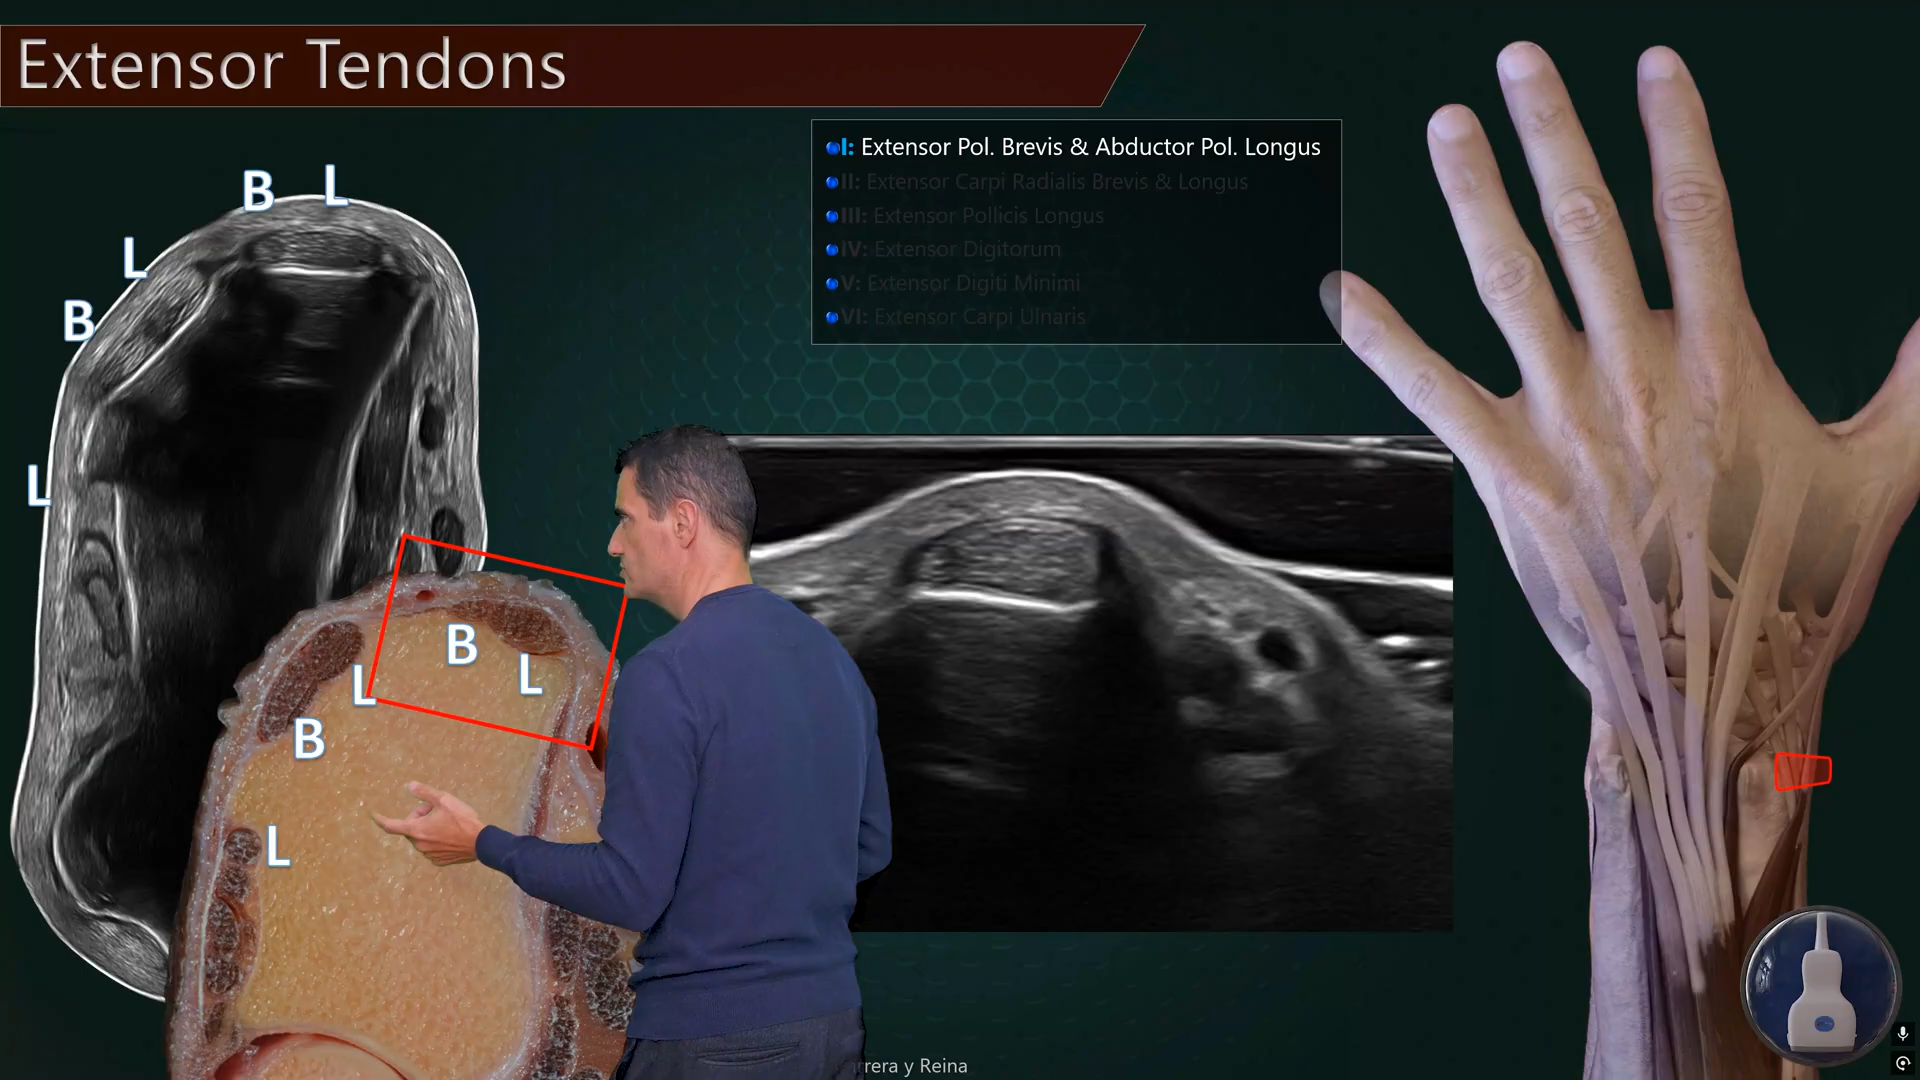 Extensor Tendons
I: Extensor Pol. Brevis & Abductor Pol. Longus
II: Extensor Carpi Radialis Brevis & Longus
III: Extensor Pollicis Longus
IV: Extensor Digitorum
V: Extensor Digiti Minimi
VI: Extensor Carpi Ulnaris
B L
L
B
L
B
L
L
B
L
rera y Reina